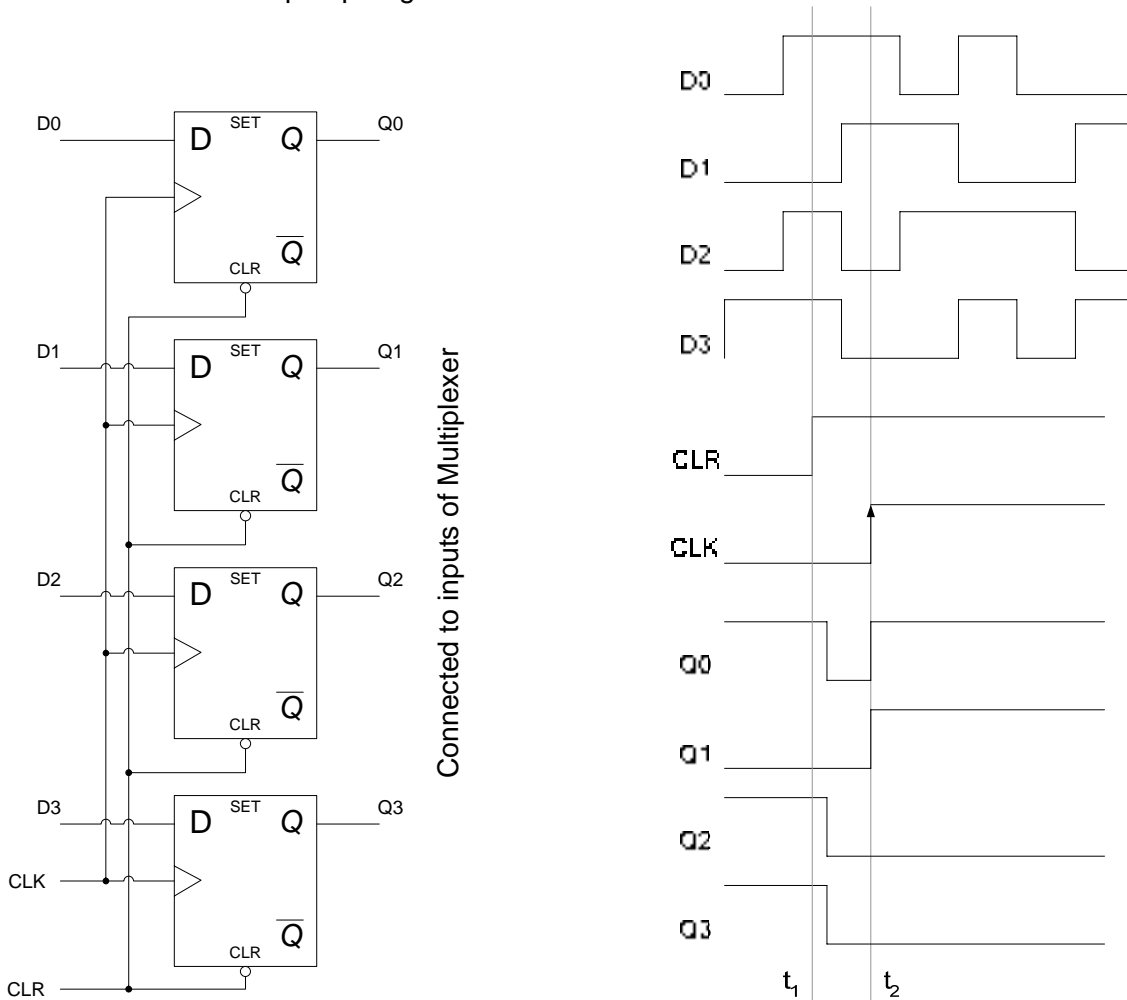 D0
D
SET
Q
Q0
Q
CLR
D1
D
SET
Q
Q1
Q
CLR
D2
D
SET
Q
Q2
Q
CLR
D3
D
SET
Q
Q3
CLK
Q
CLR
CLR
Connected to inputs of Multiplexer
D0
D1
D2
D3
CLR
CLK
Q0
Q1
Q2
Q3
t1
t2